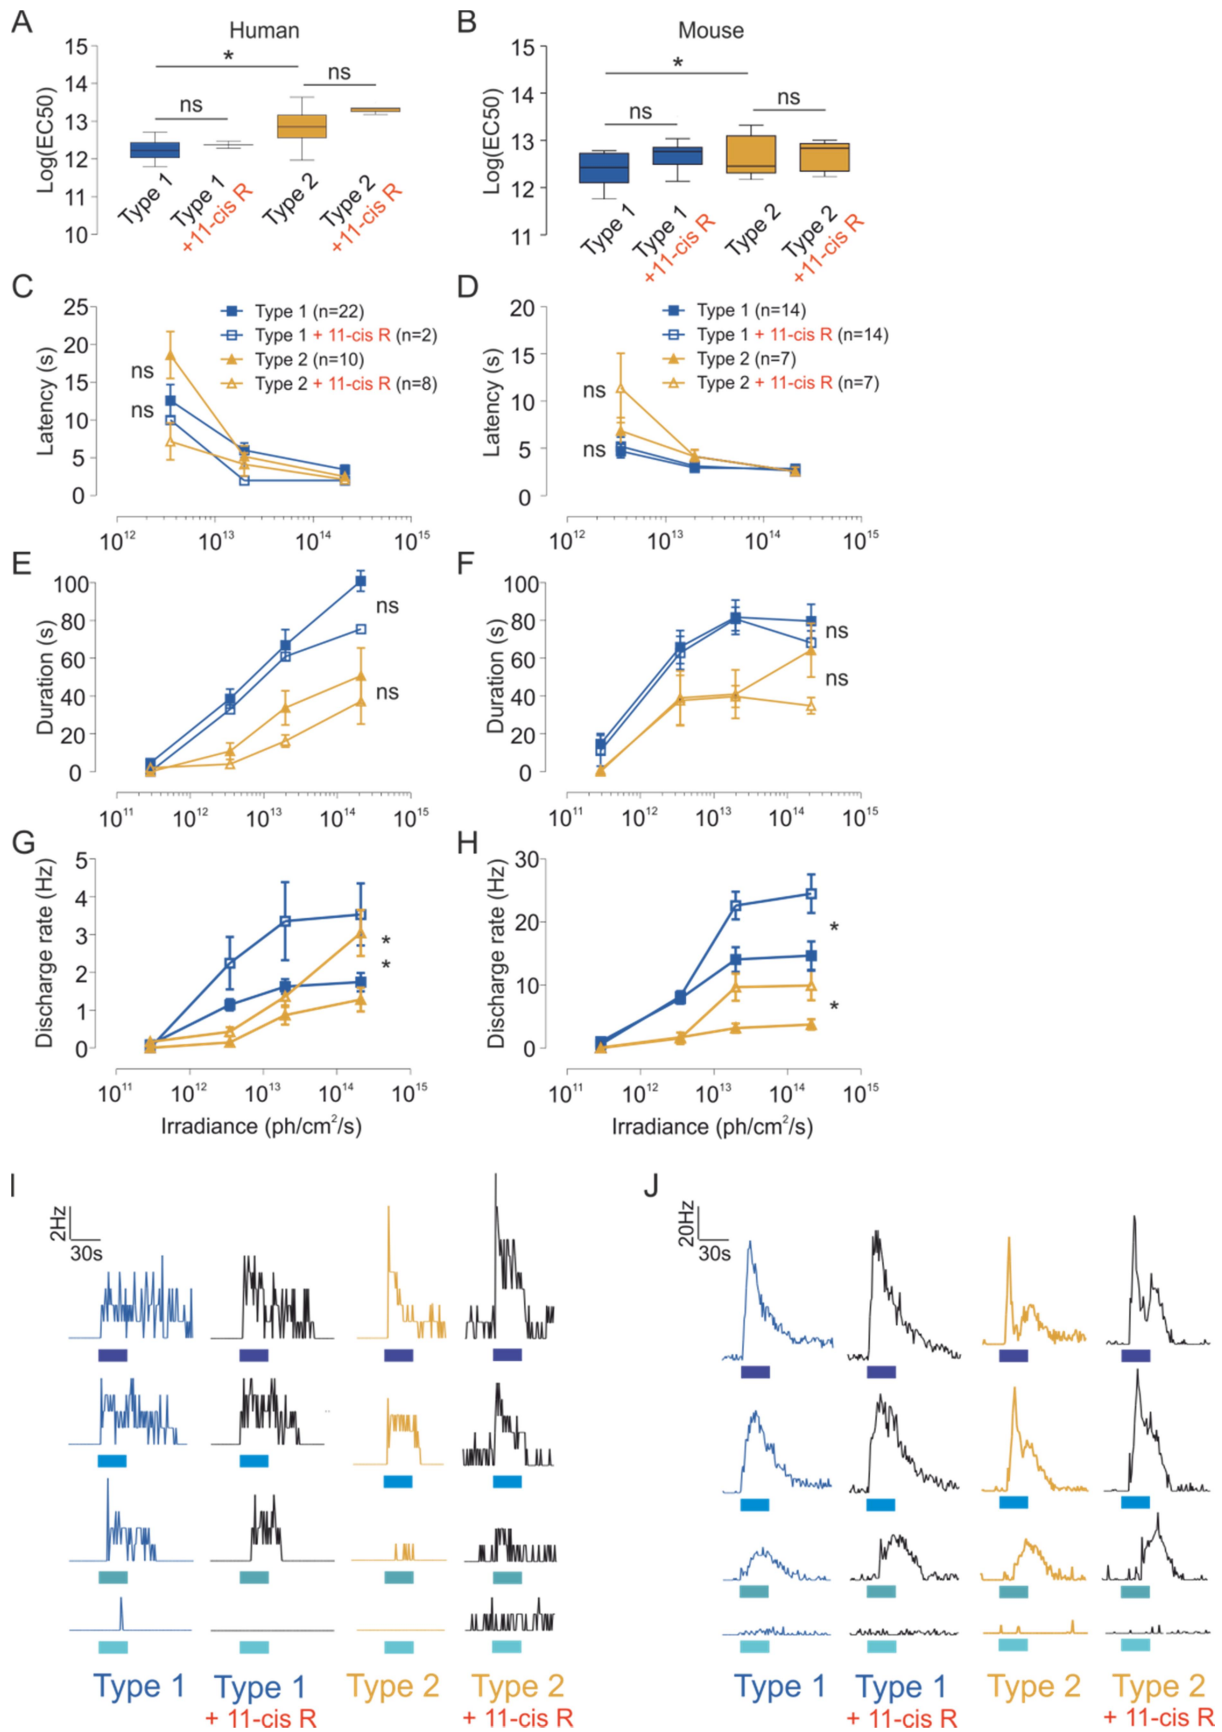 A
Human
Log(EC50)
15
14
13
12
11
10
*
ns
ns
Type 1
Type 1
+11-cis R
Type 2
Type 2
+11-cis R
B
Mouse
Log(EC50)
15
14
13
12
11
*
ns
ns
Type 1
Type 1
+11-cis R
Type 2
Type 2
+11-cis R
C
Latency (s)
25
20
15
10
5
0
ns
ns
Type 1 (n=22)
Type 1 + 11-cis R (n=2)
Type 2 (n=10)
Type 2 + 11-cis R (n=8)
10¹² 10¹³ 10¹⁴ 10¹⁵
D
Latency (s)
20
15
10
5
0
ns
ns
Type 1 (n=14)
Type 1 + 11-cis R (n=14)
Type 2 (n=7)
Type 2 + 11-cis R (n=7)
10¹² 10¹³ 10¹⁴ 10¹⁵
E
Duration (s)
100
80
60
40
20
0
ns
ns
10¹¹ 10¹² 10¹³ 10¹⁴ 10¹⁵
F
Duration (s)
100
80
60
40
20
0
ns
ns
10¹¹ 10¹² 10¹³ 10¹⁴ 10¹⁵
G
Discharge rate (Hz)
5
4
3
2
1
0
*
*
10¹¹ 10¹² 10¹³ 10¹⁴ 10¹⁵
Irradiance (ph/cm²/s)
H
Discharge rate (Hz)
30
20
10
0
*
*
10¹¹ 10¹² 10¹³ 10¹⁴ 10¹⁵
Irradiance (ph/cm²/s)
I
2Hz
30s
Type 1
Type 1
+ 11-cis R
Type 2
Type 2
+ 11-cis R
J
20Hz
30s
Type 1
Type 1
+ 11-cis R
Type 2
Type 2
+ 11-cis R